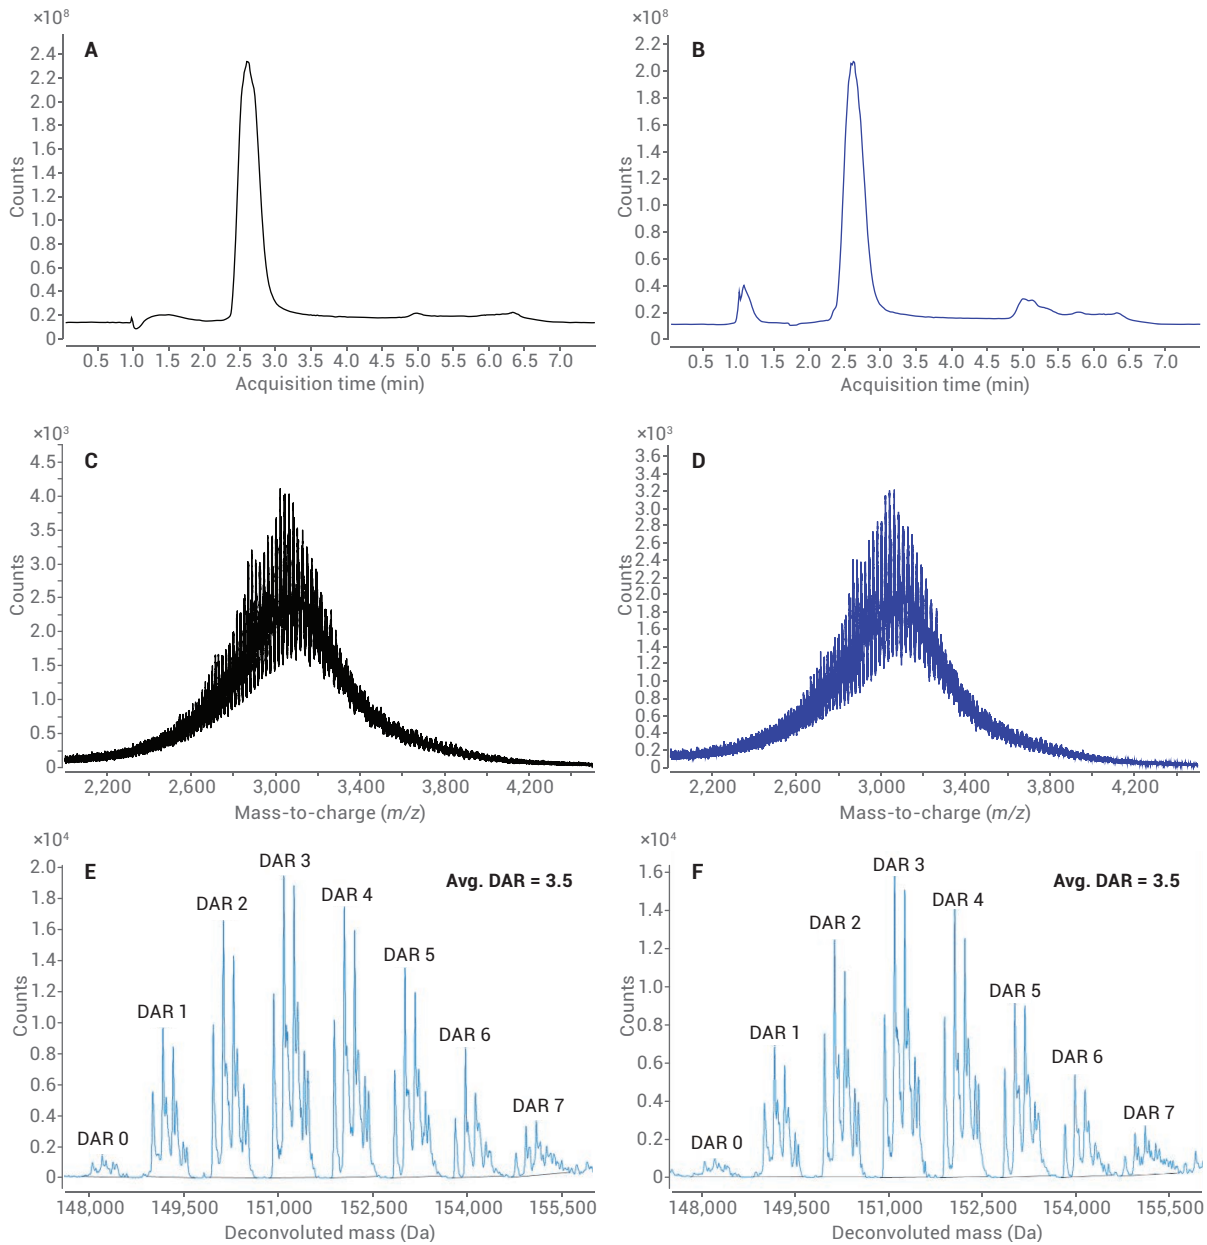 ×10⁸
A
2.4
2.2
2.0
1.8
1.6
1.4
1.2
1.0
0.8
0.6
0.4
0.2
0
Counts
0.5 1.0 1.5 2.0 2.5 3.0 3.5 4.0 4.5 5.0 5.5 6.0 6.5 7.0
Acquisition time (min)
×10⁸
B
2.2
2.0
1.8
1.6
1.4
1.2
1.0
0.8
0.6
0.4
0.2
0
Counts
0.5 1.0 1.5 2.0 2.5 3.0 3.5 4.0 4.5 5.0 5.5 6.0 6.5 7.0
Acquisition time (min)
×10³
C
4.5
4.0
3.5
3.0
2.5
2.0
1.5
1.0
0.5
0
Counts
2,200 2,600 3,000 3,400 3,800 4,200
Mass-to-charge (m/z)
×10³
D
3.6
3.4
3.2
3.0
2.8
2.6
2.4
2.2
2.0
1.8
1.6
1.4
1.2
1.0
0.8
0.6
0.4
0.2
0
Counts
2,200 2,600 3,000 3,400 3,800 4,200
Mass-to-charge (m/z)
×10⁴
E
Avg. DAR = 3.5
2.0
1.8
1.6
1.4
1.2
1.0
0.8
0.6
0.4
0.2
0
Counts
DAR 0
DAR 1
DAR 2
DAR 3
DAR 4
DAR 5
DAR 6
DAR 7
148,000 149,500 151,000 152,500 154,000 155,500
Deconvoluted mass (Da)
×10⁴
F
Avg. DAR = 3.5
1.6
1.4
1.2
1.0
0.8
0.6
0.4
0.2
0
Counts
DAR 0
DAR 1
DAR 2
DAR 3
DAR 4
DAR 5
DAR 6
DAR 7
148,000 149,500 151,000 152,500 154,000 155,500
Deconvoluted mass (Da)